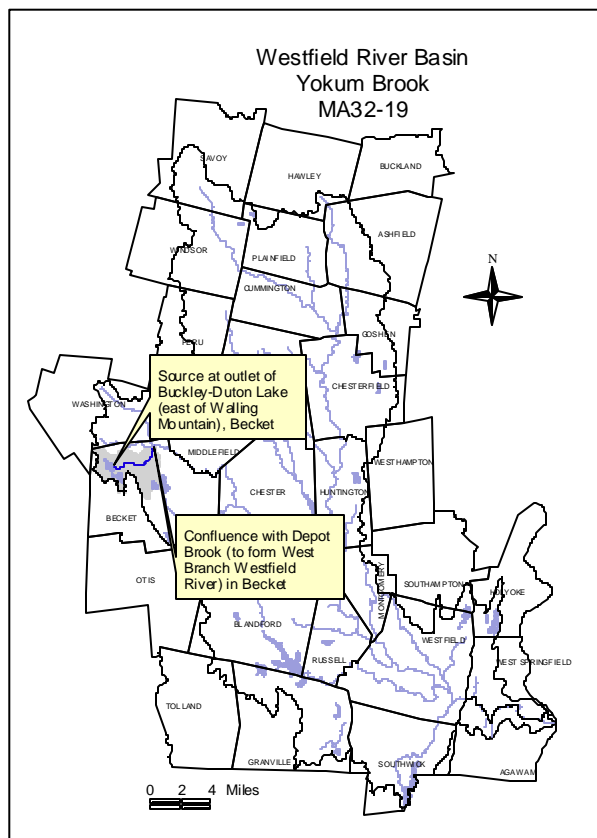 Westfield River Basin
Yokum Brook
MA32-19
SAVOY
HAWLEY
BUCKLAND
ASHFIELD
WINDSOR
PLAINFIELD
N
CUMMINGTON
GOSHEN
PERU
Source at outlet of
Buckley-Duton Lake
(east of Walling
Mountain), Becket
CHESTERFIELD
WASHINGTON
MIDDLEFIELD
WESTHAMPTON
CHESTER
HUNTINGTON
BECKET
Confluence with Depot
Brook (to form West
Branch Westfield
River) in Becket
OTIS
MONTGOMERY
SOUTHAMPTON
HOLYOKE
BLANDFORD
WESTFIELD
RUSSELL
WEST SPRINGFIELD
TOLLAND
GRANVILLE
SOUTHWICK
AGAWAM
0 2 4 Miles